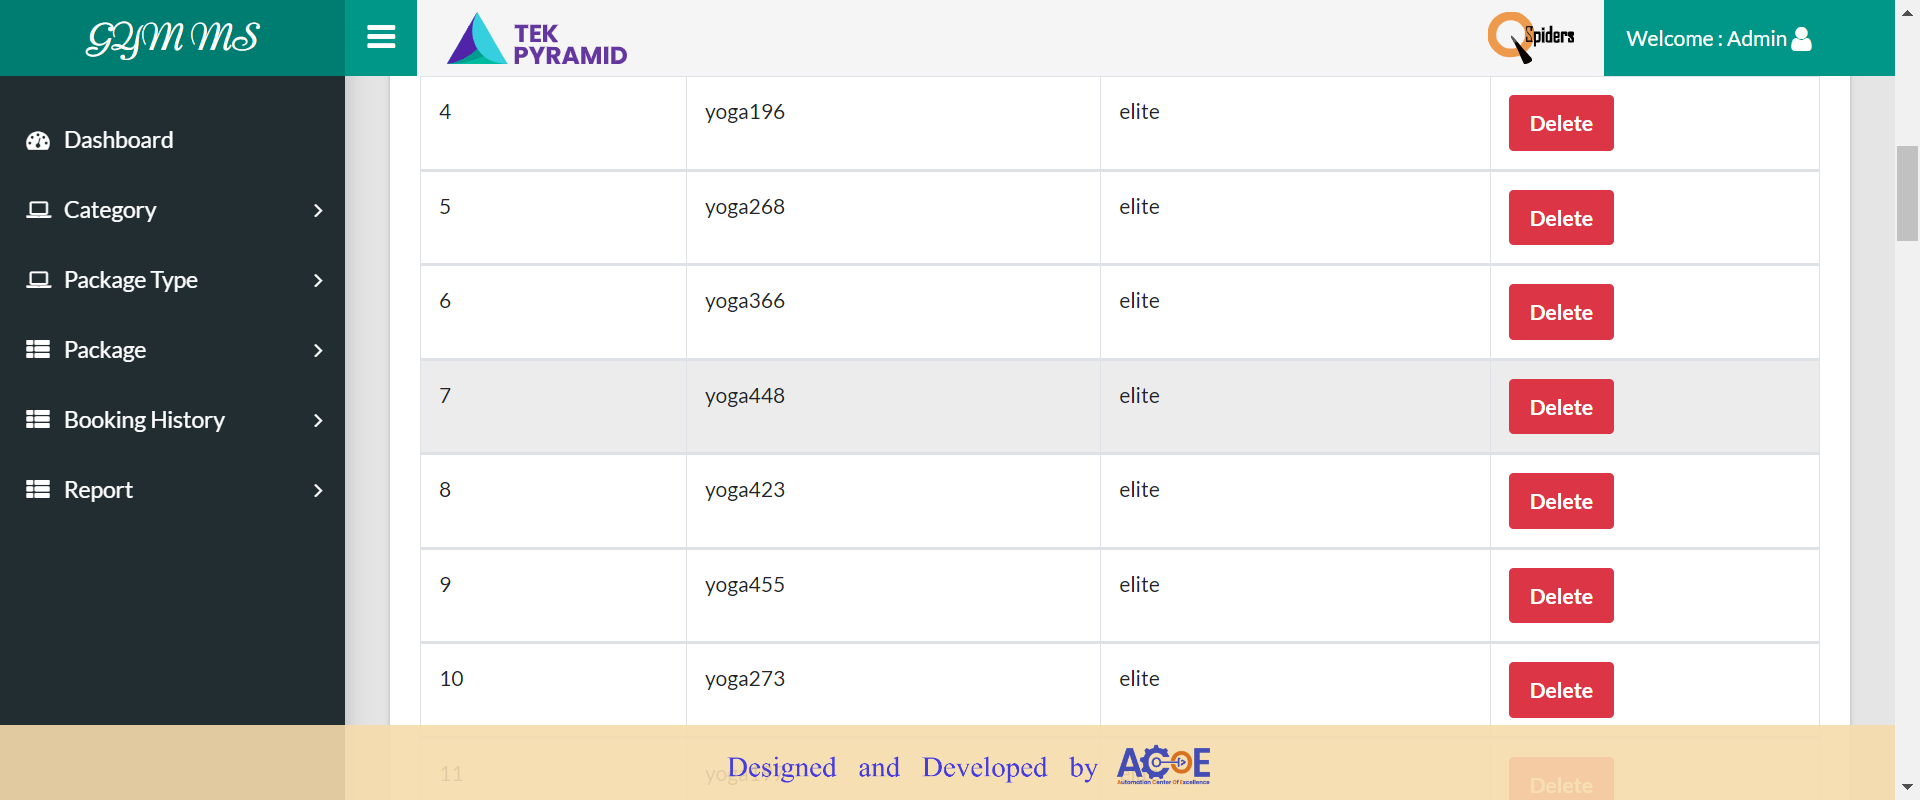 GYM MS
TEK
PYRAMID
Spiders
Welcome : Admin
Dashboard
Category
Package Type
Package
Booking History
Report
4 yoga196 elite Delete
5 yoga268 elite Delete
6 yoga366 elite Delete
7 yoga448 elite Delete
8 yoga423 elite Delete
9 yoga455 elite Delete
10 yoga273 elite Delete
11 Delete
Designed and Developed by ACOE
Automation Center Of Excellence